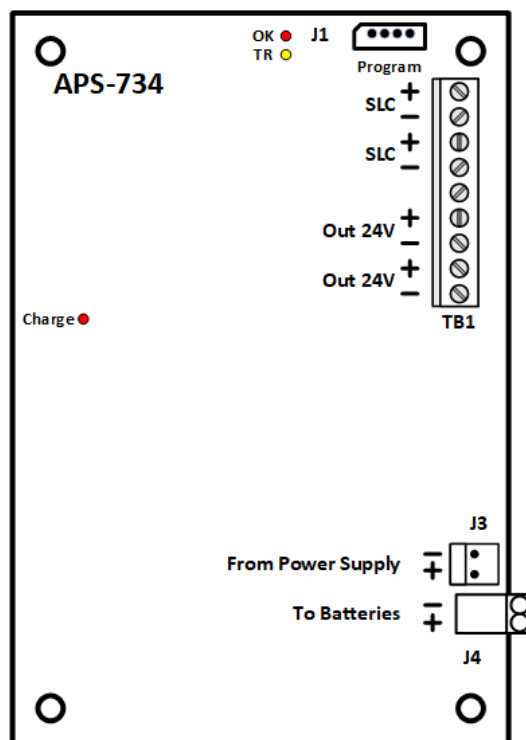 OK J1
TR
Program
APS-734
SLC + −
SLC + −
Out 24V + −
Out 24V + −
TB1
Charge
J3
From Power Supply − +
To Batteries − +
J4